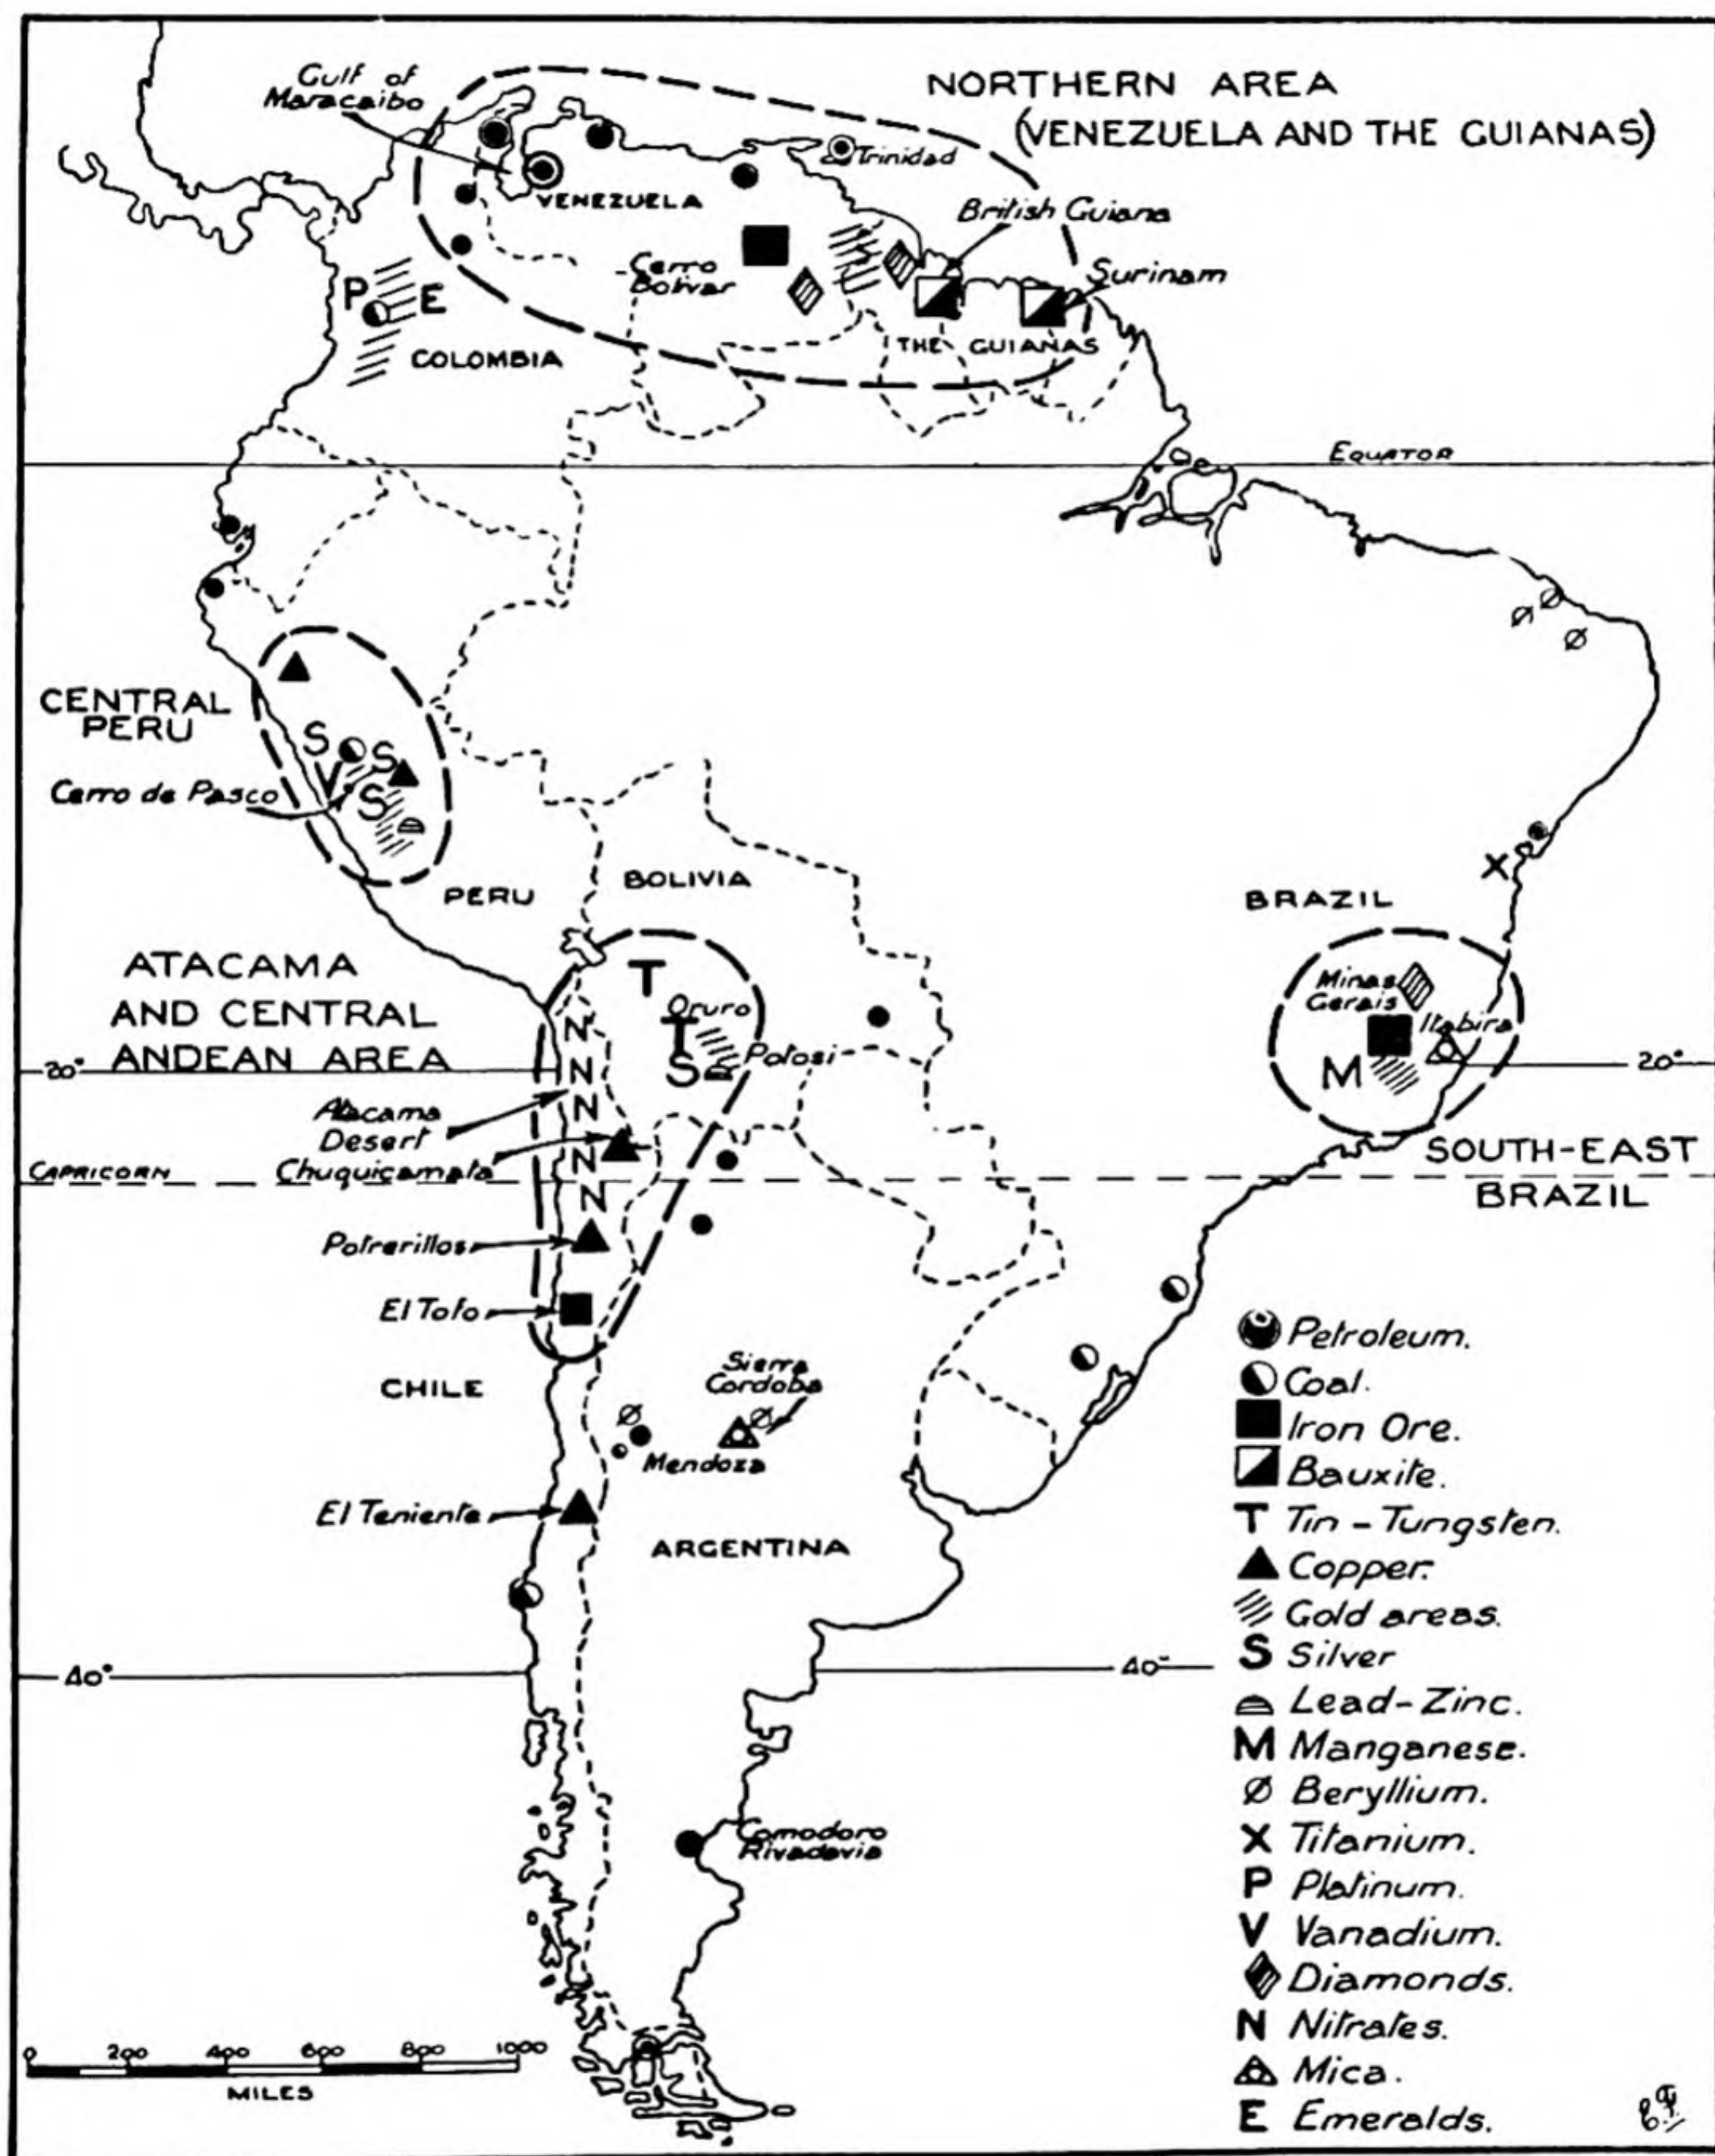 Gulf of
Maracaibo
NORTHERN AREA
(VENEZUELA AND THE GUIANAS)
Trinidad
VENEZUELA
British Guiana
Cerro
Bolivar
Surinam
P E
THE GUIANAS
COLOMBIA
EQUATOR
CENTRAL
PERU
S S
V
Cerro de Pasco S
PERU
BOLIVIA
X
BRAZIL
ATACAMA
AND CENTRAL
ANDEAN AREA
T
Oruro
T
Potosi
S
N
N
N
N
N
Minas
Gerais
Itabira
M
20° 20°
Atacama
Desert
Chuquicamata
CAPRICORN
SOUTH-EAST
BRAZIL
Potrerillos
El Tofo
CHILE
Sierra
Cordoba
Mendoza
El Teniente
ARGENTINA
40° 40°
Comodoro
Rivadavia
Petroleum.
Coal.
Iron Ore.
Bauxite.
T Tin-Tungsten.
Copper.
Gold areas.
S Silver
Lead-Zinc.
M Manganese.
Beryllium.
X Titanium.
P Platinum.
V Vanadium.
Diamonds.
N Nitrates.
Mica.
E Emeralds.
0 200 400 600 800 1000
MILES